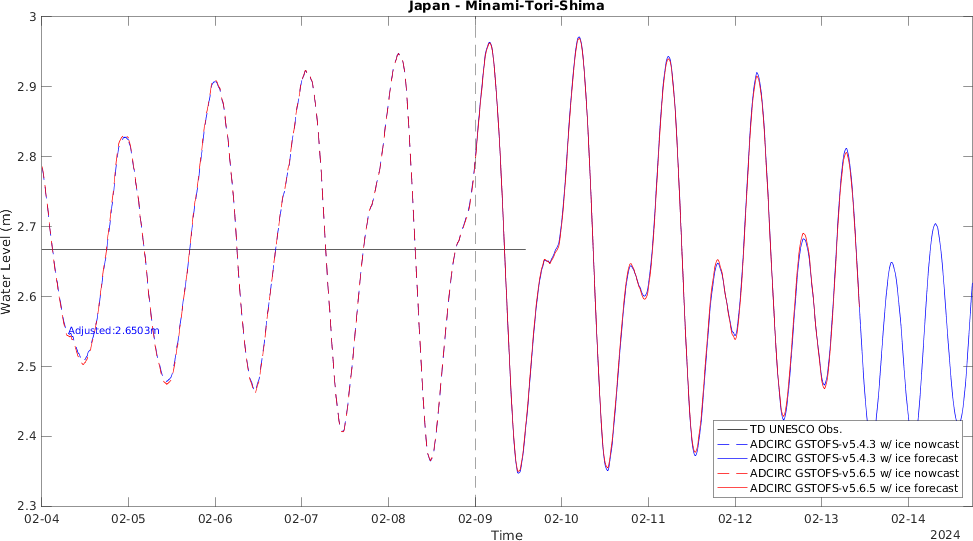 Japan - Minami-Tori-Shima
3
2.9
2.8
2.7
2.6
2.5
2.4
2.3
Water Level (m)
Adjusted:2.6503m
TD UNESCO Obs.
ADCIRC GSTOFS-v5.4.3 w/ ice nowcast
ADCIRC GSTOFS-v5.4.3 w/ ice forecast
ADCIRC GSTOFS-v5.6.5 w/ ice nowcast
ADCIRC GSTOFS-v5.6.5 w/ ice forecast
02-04 02-05 02-06 02-07 02-08 02-09 02-10 02-11 02-12 02-13 02-14
Time
2024